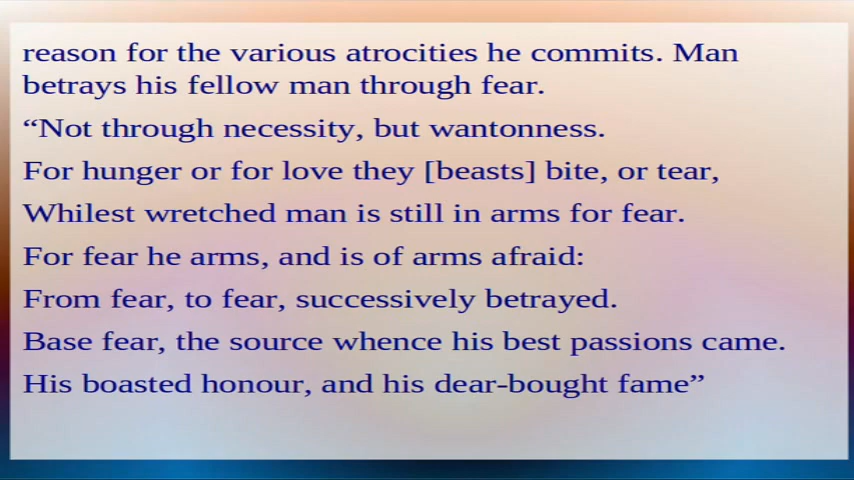 reason for the various atrocities he commits. Man
betrays his fellow man through fear.
“Not through necessity, but wantonness.
For hunger or for love they [beasts] bite, or tear,
Whilest wretched man is still in arms for fear.
For fear he arms, and is of arms afraid:
From fear, to fear, successively betrayed.
Base fear, the source whence his best passions came.
His boasted honour, and his dear-bought fame”